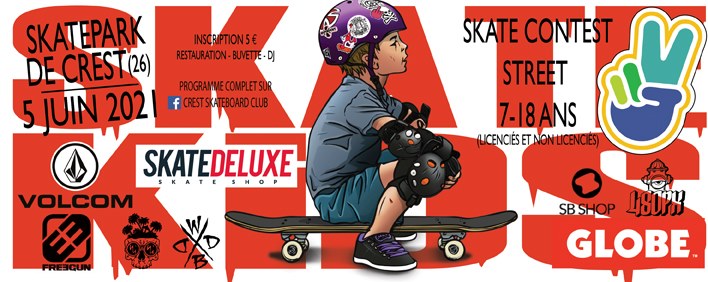 SKATE
KIDS
SKATEPARK
DE CREST(26)
5 JUIN 2021
INSCRIPTION 5 €
RESTAURATION - BUVETTE - DJ
PROGRAMME COMPLET SUR
f CREST SKATEBOARD CLUB
SKATE CONTEST
STREET
7-18 ANS
(LICENCIÉS ET NON LICENCIÉS)
VOLCOM
SKATEDELUXE
SKATE SHOP
FREEGUN
W D B
SB SHOP
GLOBE™